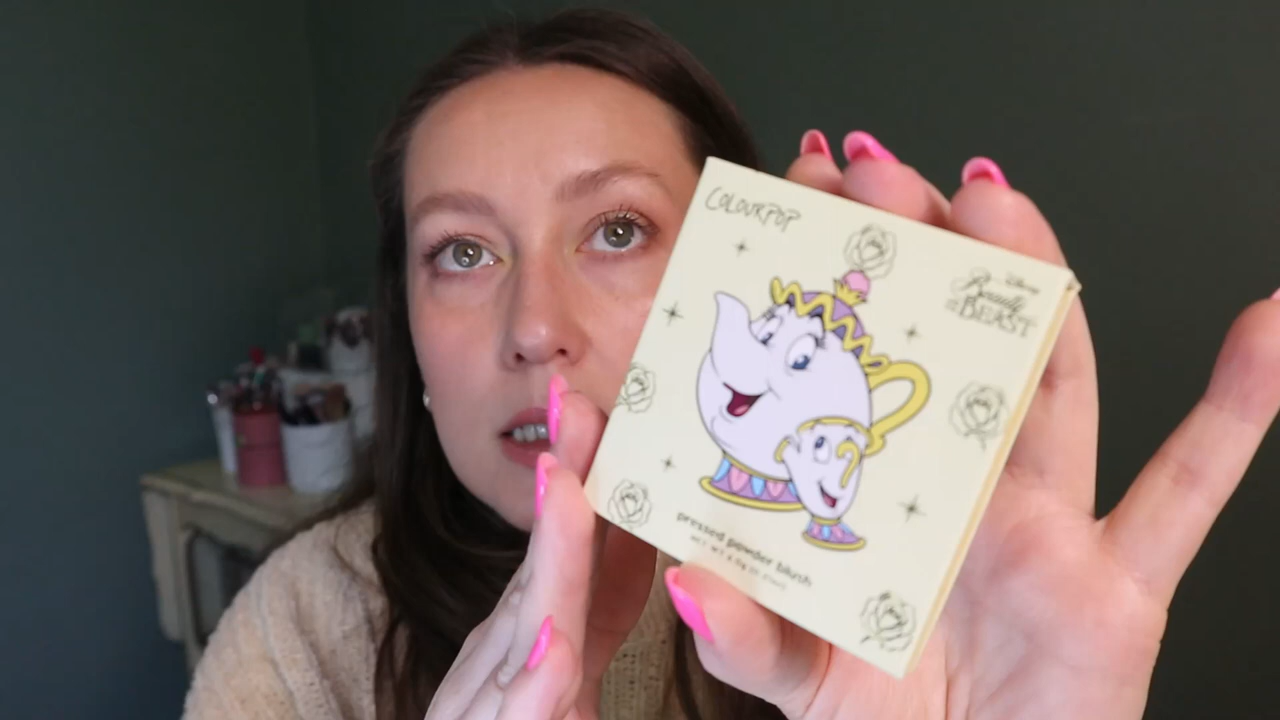 COLOURPOP
Disney
Beauty
AND THE
BEAST
pressed powder blush